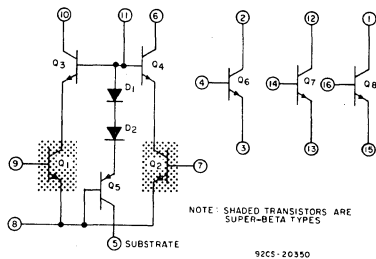 10 11 6 2 12 1
Q3 Q4
D1
4 Q6 14 Q7 16 Q8
D2
9 Q1 Q2 7
3 13 15
Q5
8
NOTE: SHADED TRANSISTORS ARE
SUPER-BETA TYPES
5 SUBSTRATE
92CS-20350